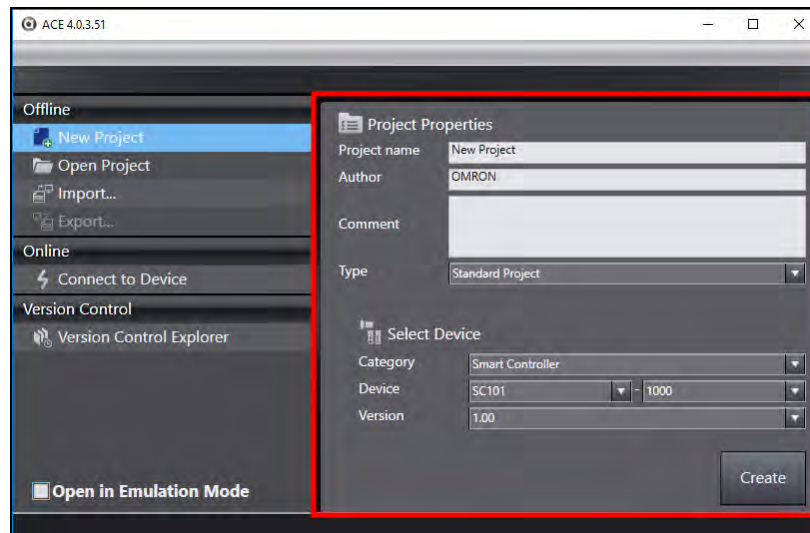 ACE 4.0.3.51
Offline
New Project
Open Project
Import...
Export...
Online
Connect to Device
Version Control
Version Control Explorer
Open in Emulation Mode
Project Properties
Project name New Project
Author OMRON
Comment
Type Standard Project
Select Device
Category Smart Controller
Device SC101 - 1000
Version 1.00
Create